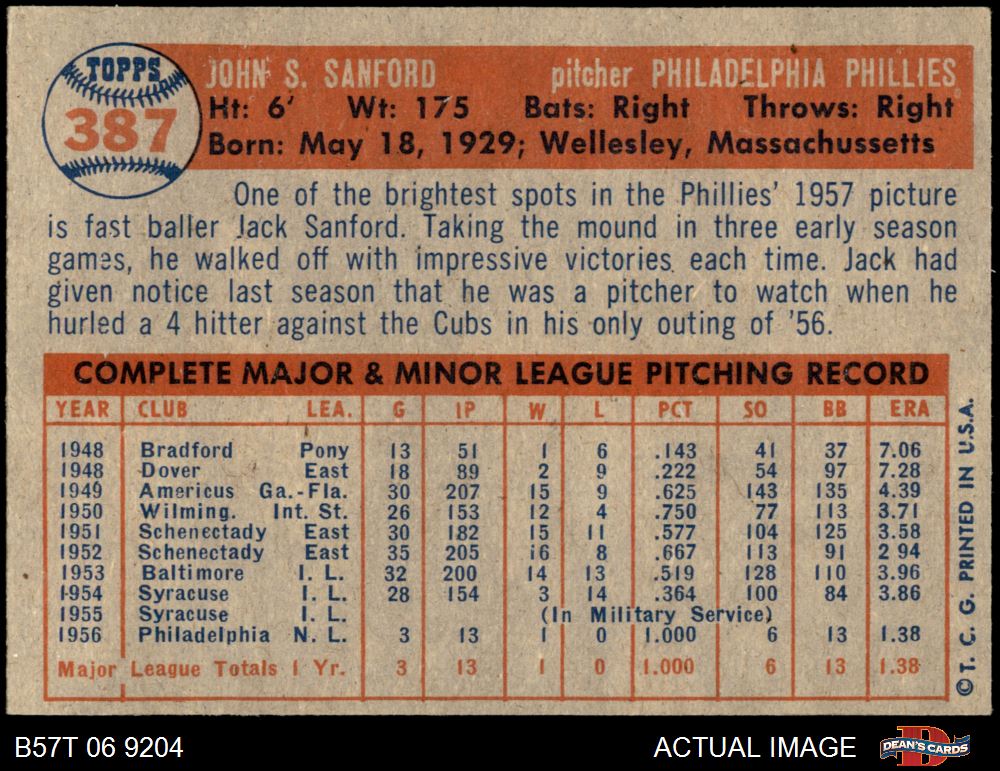 TOPPS
387
JOHN S. SANFORD pitcher PHILADELPHIA PHILLIES
Ht: 6' Wt: 175 Bats: Right Throws: Right
Born: May 18, 1929; Wellesley, Massachussetts
One of the brightest spots in the Phillies' 1957 picture
is fast baller Jack Sanford. Taking the mound in three early season
games, he walked off with impressive victories each time. Jack had
given notice last season that he was a pitcher to watch when he
hurled a 4 hitter against the Cubs in his only outing of '56.
COMPLETE MAJOR & MINOR LEAGUE PITCHING RECORD
YEAR CLUB LEA. G IP W L PCT SO BB ERA
1948 Bradford Pony 13 51 1 6 .143 41 37 7.06
1948 Dover East 18 89 2 9 .222 54 97 7.28
1949 Americus Ga.-Fla. 30 207 15 9 .625 143 135 4.39
1950 Wilming. Int. St. 26 153 12 4 .750 77 113 3.71
1951 Schenectady East 30 182 15 11 .577 104 125 3.58
1952 Schenectady East 35 205 16 8 .667 113 91 2 94
1953 Baltimore I. L. 32 200 14 13 .519 128 110 3.96
1954 Syracuse I. L. 28 154 3 14 .364 100 84 3.86
1955 Syracuse I. L. (In Military Service)
1956 Philadelphia N. L. 3 13 1 0 1.000 6 13 1.38
Major League Totals 1 Yr. 3 13 1 0 1.000 6 13 1.38
©T. C. G. PRINTED IN U.S.A.
B57T 06 9204 ACTUAL IMAGE DEAN'S CARDS